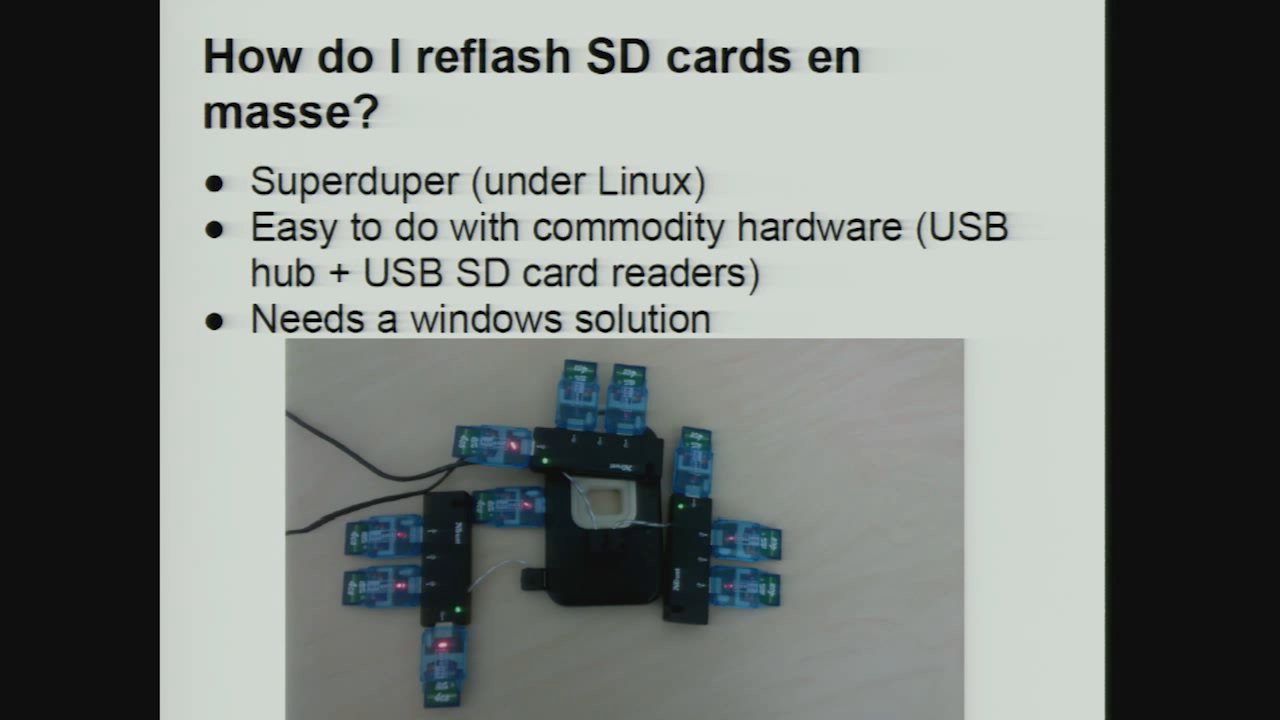 How do I reflash SD cards en
masse?
● Superduper (under Linux)
● Easy to do with commodity hardware (USB
hub + USB SD card readers)
● Needs a windows solution